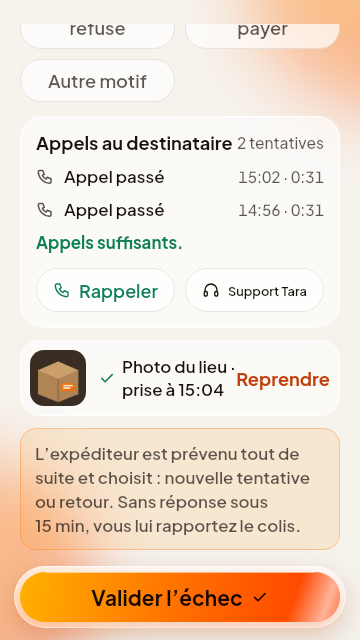 refuse
payer
Autre motif
Appels au destinataire 2 tentatives
Appel passé 15:02 · 0:31
Appel passé 14:56 · 0:31
Appels suffisants.
Rappeler
Support Tara
Photo du lieu ·
prise à 15:04
Reprendre
L’expéditeur est prévenu tout de
suite et choisit : nouvelle tentative
ou retour. Sans réponse sous
15 min, vous lui rapportez le colis.
Valider l’échec